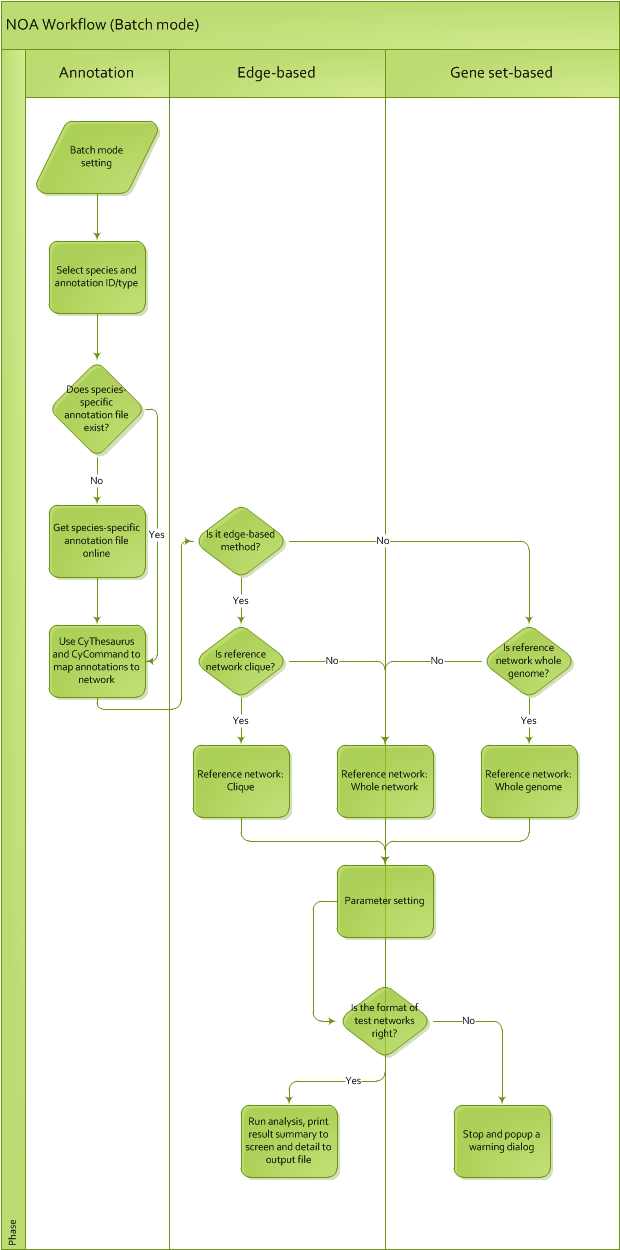 NOA Workflow (Batch mode)
Annotation
Edge-based
Gene set-based
Batch mode
setting
Select species and
annotation ID/type
Does species-
specific
annotation file
exist?
No
Yes
Get species-specific
annotation file
online
Use CyThesaurus
and CyCommand to
map annotations to
network
Is it edge-based
method?
No
Yes
Is reference
network clique?
No
No
Is reference
network whole
genome?
Yes
Yes
Reference network:
Clique
Reference network:
Whole network
Reference network:
Whole genome
Parameter setting
Is the format of
test networks
right?
No
Yes
Run analysis, print
result summary to
screen and detail to
output file
Stop and popup a
warning dialog
Phase